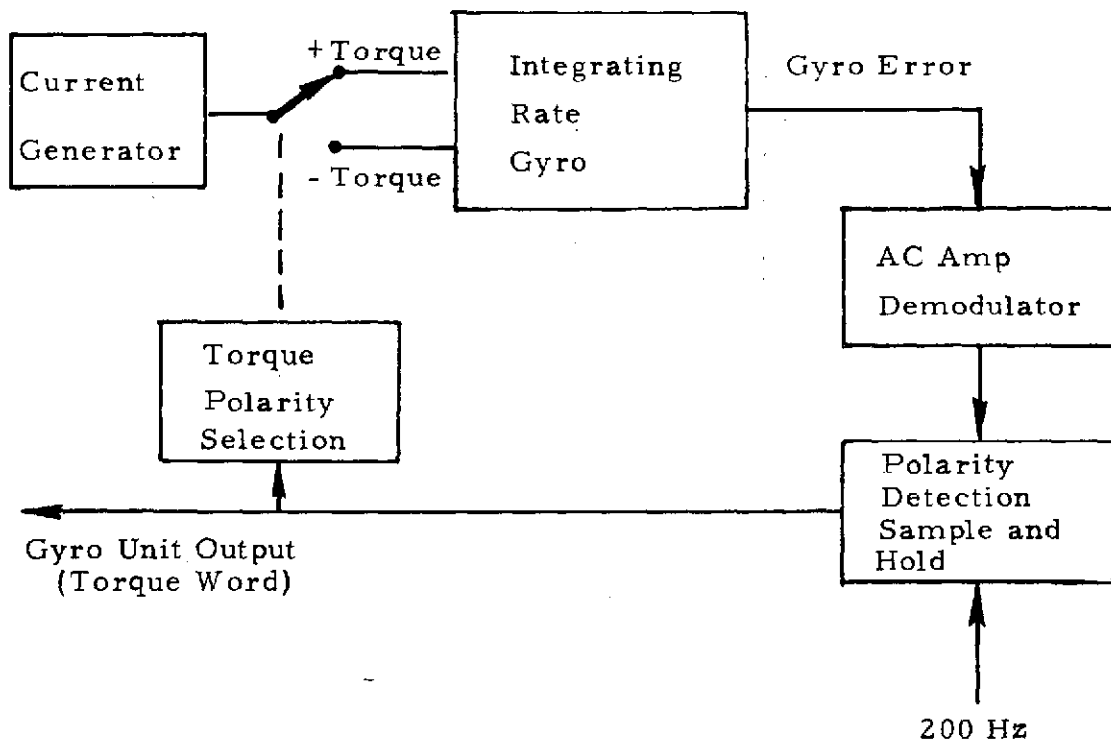 Current
Generator
+ Torque
- Torque
Integrating
Rate
Gyro
Gyro Error
AC Amp
Demodulator
Torque
Polarity
Selection
Polarity
Detection
Sample and
Hold
Gyro Unit Output
(Torque Word)
200 Hz